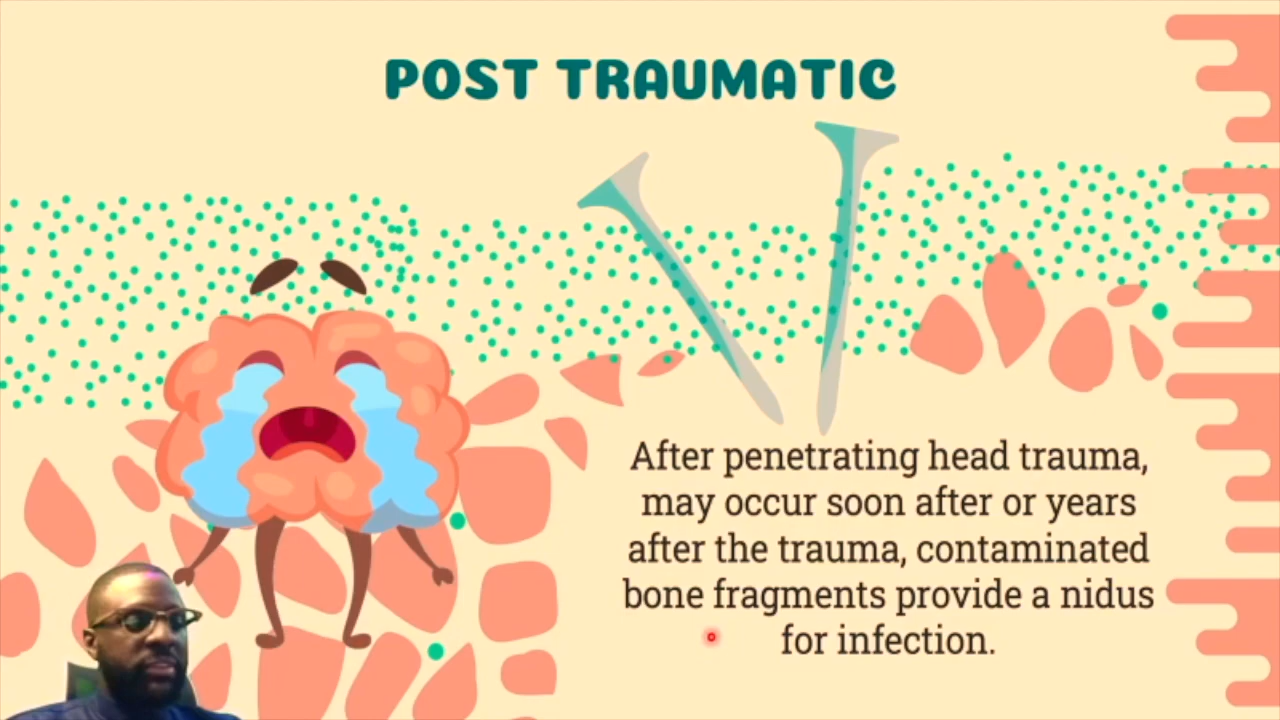 POST TRAUMATIC
After penetrating head trauma,
may occur soon after or years
after the trauma, contaminated
bone fragments provide a nidus
for infection.